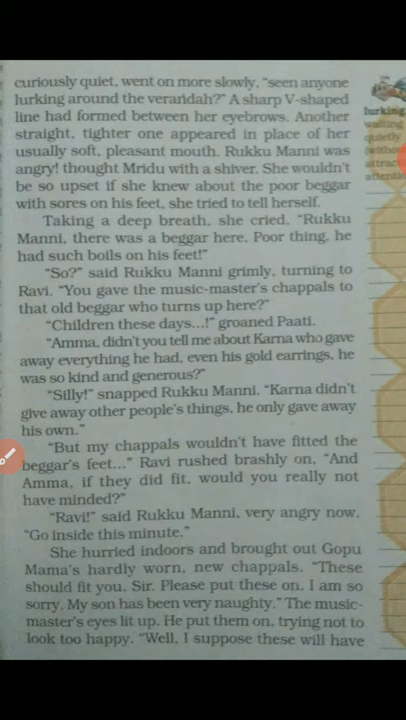 curiously quiet, went on more slowly, "seen anyone
lurking around the verandah?" A sharp V-shaped
line had formed between her eyebrows. Another
straight, tighter one appeared in place of her
usually soft, pleasant mouth. Rukku Manni was
angry! thought Mridu with a shiver. She wouldn't
be so upset if she knew about the poor beggar
with sores on his feet, she tried to tell herself.
Taking a deep breath, she cried, "Rukku
Manni, there was a beggar here. Poor thing, he
had such boils on his feet!"
"So?" said Rukku Manni grimly, turning to
Ravi. "You gave the music-master's chappals to
that old beggar who turns up here?"
"Children these days...!" groaned Paati.
"Amma, didn't you tell me about Karna who gave
away everything he had, even his gold earrings, he
was so kind and generous?"
"Silly!" snapped Rukku Manni. "Karna didn't
give away other people's things, he only gave away
his own."
"But my chappals wouldn't have fitted the
beggar's feet..." Ravi rushed brashly on, "And
Amma, if they did fit, would you really not
have minded?"
"Ravi!" said Rukku Manni, very angry now.
"Go inside this minute."
She hurried indoors and brought out Gopu
Mama's hardly worn, new chappals. "These
should fit you, Sir. Please put these on. I am so
sorry. My son has been very naughty." The music-
master's eyes lit up. He put them on, trying not to
look too happy. "Well, I suppose these will have
lurking
quietly